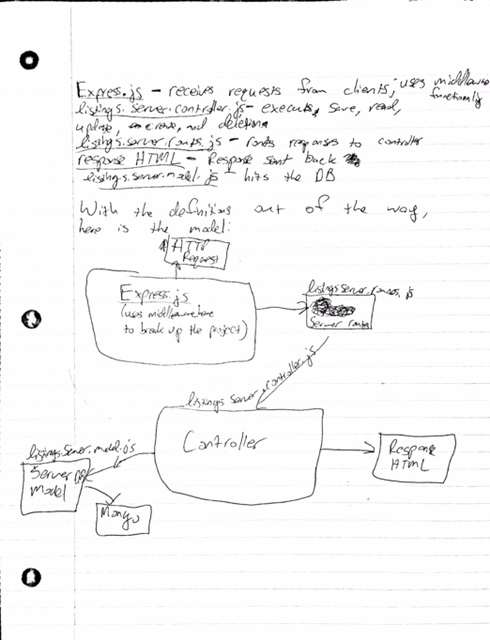 Express.js - receives requests from clients; uses middleware
functionality
listings.server.controller.js - execute, save, read,
update, create, and deletion
listings.server.routes.js - routes responses to controller
response HTML - Response sent back
listings.server.model.js - hits the DB
With the definitions out of the way,
here is the model:
HTTP
Request
Express.js
(uses middleware
to break up the project)
listings.server.routes.js
Server routes
listings.server.controller.js
Controller
Response
HTML
listings.server.model.js
Server DB
Model
Mongo